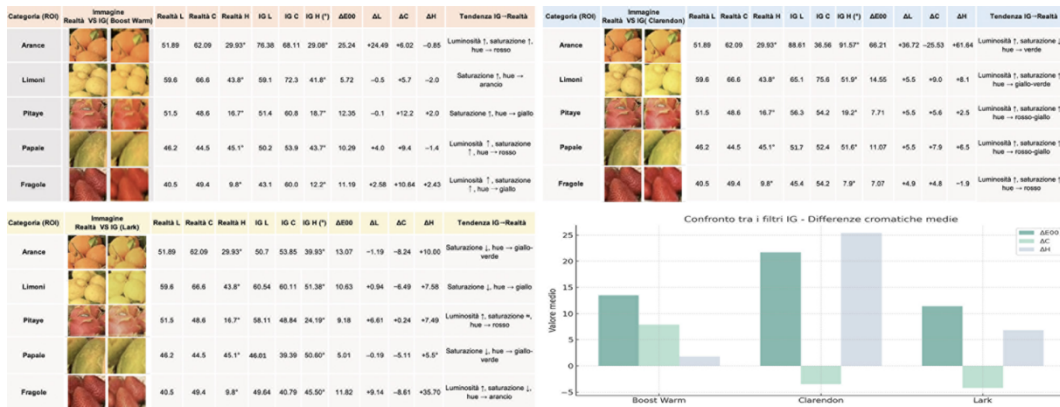 Categoria (ROI) Immagine Realtà VS IG( Boost Warm) Realtà L Realtà C Realtà H IG L IG C IG H (°) ΔE00 ΔL ΔC ΔH Tendenza IG→Realtà
Arance 51.89 62.09 29.93° 76.38 68.11 29.08° 25,24 +24.49 +6.02 −0.85 Luminosità ↑, saturazione ↑, hue → rosso
Limoni 59.6 66.6 43.8° 59.1 72.3 41.8° 5.72 −0.5 +5.7 −2.0 Saturazione ↑, hue → arancio
Pitaye 51.5 48.6 16.7° 51.4 60.8 18.7° 12.35 −0.1 +12.2 +2.0 Saturazione ↑, hue → giallo
Papaie 46.2 44.5 45.1° 50.2 53.9 43.7° 10.29 +4.0 +9.4 −1.4 Luminosità ↑, saturazione ↑, hue → rosso
Fragole 40.5 49.4 9.8° 43.1 60.0 12.2° 11.19 +2.58 +10.64 +2.43 Luminosità ↑, saturazione ↑, hue → giallo
Categoria (ROI) Immagine Realtà VS IG( Clarendon) Realtà L Realtà C Realtà H IG L IG C IG H (°) ΔE00 ΔL ΔC ΔH Tendenza IG→Realtà
Arance 51.89 62.09 29.93° 88.61 36.56 91.57° 66.21 +36.72 −25.53 +61.64 Luminosità ↑, saturazione ↓, hue → verde
Limoni 59.6 66.6 43.8° 65.1 75.6 51.9° 14.55 +5.5 +9.0 +8.1 Luminosità ↑, saturazione ↑, hue → giallo-verde
Pitaye 51.5 48.6 16.7° 56.3 54.2 19.2° 7.71 +5.5 +5.6 +2.5 Luminosità ↑, saturazione ↑, hue → rosso-giallo
Papaie 46.2 44.5 45.1° 51.7 52.4 51.6° 11.07 +5.5 +7.9 +6.5 Luminosità ↑, saturazione ↑, hue → rosso-giallo
Fragole 40.5 49.4 9.8° 45.4 54.2 7.9° 7.07 +4.9 +4.8 −1.9 Luminosità ↑, saturazione ↑, hue → rosso
Categoria (ROI) Immagine Realtà VS IG (Lark) Realtà L Realtà C Realtà H IG L IG C IG H (°) ΔE00 ΔL ΔC ΔH Tendenza IG→Realtà
Arance 51.89 62.09 29.93° 50.7 53.85 39.93° 13.07 −1.19 −8.24 +10.00 Saturazione ↓, hue → giallo-verde
Limoni 59.6 66.6 43.8° 60.54 60.11 51.38° 10.63 +0.94 −6.49 +7.58 Saturazione ↓, hue → giallo
Pitaye 51.5 48.6 16.7° 58.11 48.84 24.19° 9.18 +6.61 +0.24 +7.49 Luminosità ↑, saturazione ≈, hue → rosso
Papaie 46.2 44.5 45.1° 46.01 39.39 50.60° 5.01 −0.19 −5.11 +5.5° Saturazione ↓, hue → giallo-verde
Fragole 40.5 49.4 9.8° 49.64 40.79 45.50° 11.82 +9.14 −8.61 +35.70 Luminosità ↑, saturazione ↓, hue → arancio
Confronto tra i filtri IG - Differenze cromatiche medie
ΔE00
ΔC
ΔH
Valore medio
25
20
15
10
5
0
−5
Boost Warm Clarendon Lark